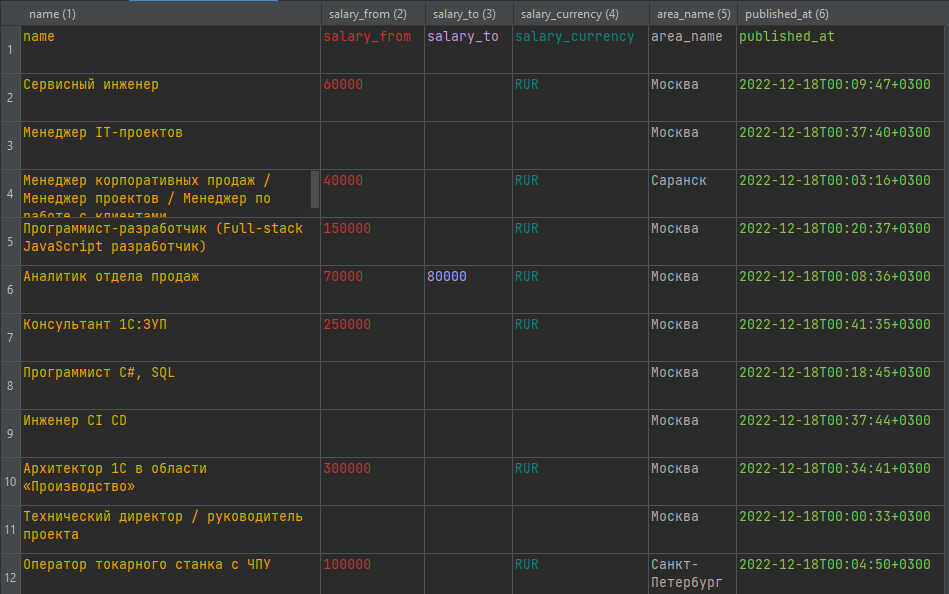 name (1) salary_from (2) salary_to (3) salary_currency (4) area_name (5) published_at (6)
1 name salary_from salary_to salary_currency area_name published_at
2 Сервисный инженер 60000 RUR Москва 2022-12-18T00:09:47+0300
3 Менеджер IT-проектов Москва 2022-12-18T00:37:40+0300
4 Менеджер корпоративных продаж / 40000 RUR Саранск 2022-12-18T00:03:16+0300
Менеджер проектов / Менеджер по
работе с клиентами
5 Программист-разработчик (Full-stack 150000 RUR Москва 2022-12-18T00:20:37+0300
JavaScript разработчик)
6 Аналитик отдела продаж 70000 80000 RUR Москва 2022-12-18T00:08:36+0300
7 Консультант 1С:ЗУП 250000 RUR Москва 2022-12-18T00:41:35+0300
8 Программист C#, SQL Москва 2022-12-18T00:18:45+0300
9 Инженер CI CD Москва 2022-12-18T00:37:44+0300
10 Архитектор 1С в области 300000 RUR Москва 2022-12-18T00:34:41+0300
«Производство»
11 Технический директор / руководитель Москва 2022-12-18T00:00:33+0300
проекта
12 Оператор токарного станка с ЧПУ 100000 RUR Санкт- 2022-12-18T00:04:50+0300
Петербург